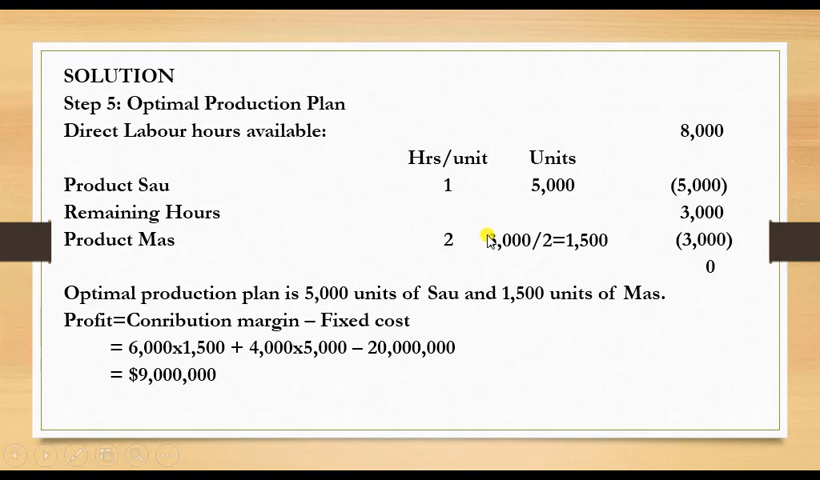 SOLUTION
Step 5: Optimal Production Plan
Direct Labour hours available: 8,000
Hrs/unit Units
Product Sau 1 5,000 (5,000)
Remaining Hours 3,000
Product Mas 2 3,000/2=1,500 (3,000)
0
Optimal production plan is 5,000 units of Sau and 1,500 units of Mas.
Profit=Conribution margin – Fixed cost
= 6,000x1,500 + 4,000x5,000 – 20,000,000
= $9,000,000